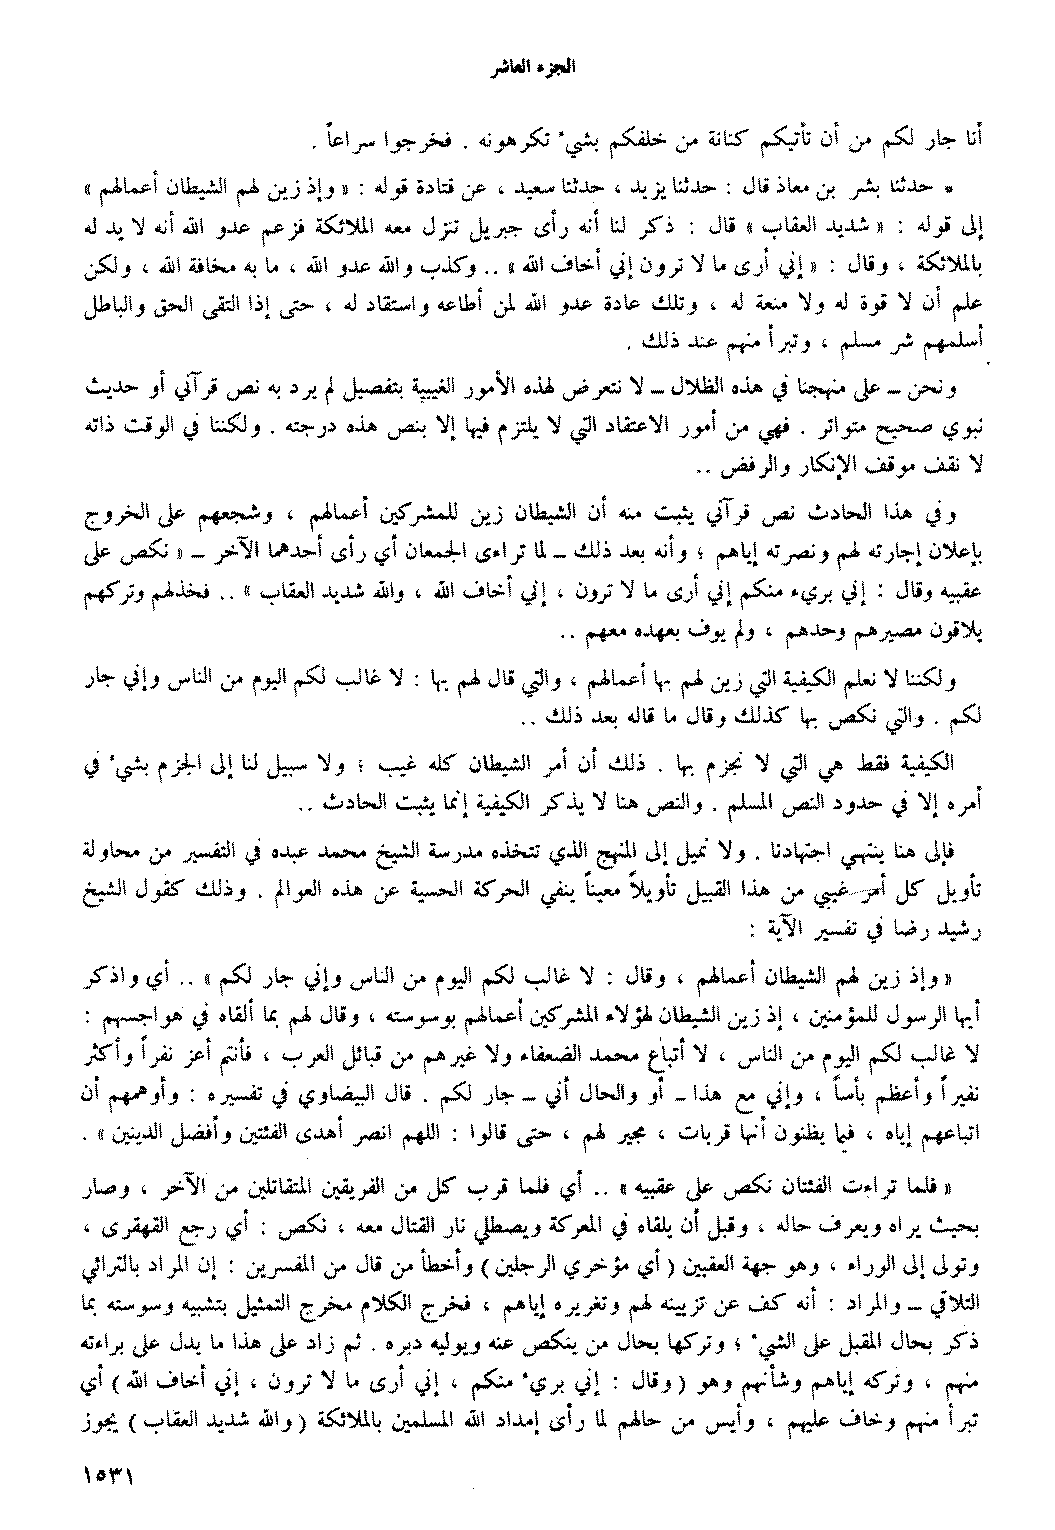 الجزء العاشر
أنا جار لكم من أن تأتيكم كنانة من خلفكم بشيء تكرهونه . فخرجوا سراعاً .
* حدثنا بشر بن معاذ قال : حدثنا يزيد ، حدثنا سعيد ، عن قتادة قوله : « وإذ زين لهم الشيطان أعمالهم »
إلى قوله : « شديد العقاب » قال : ذكر لنا أنه رأى جبريل تنزل معه الملائكة فزعم عدو الله أنه لا يد له
بالملائكة ، وقال : « إني أرى ما لا ترون إني أخاف الله » .. وكذب والله عدو الله ، ما به مخافة الله ، ولكن
علم أن لا قوة له ولا منعة له ، وتلك عادة عدو الله لمن أطاعه واستقاد له ، حتى إذا التقى الحق والباطل
أسلمهم شر مسلم ، وتبرأ منهم عند ذلك .
ونحن – على منهجنا في هذه الظلال – لا نتعرض لهذه الأمور الغيبية بتفصيل لم يرد به نص قرآني أو حديث
نبوي صحيح متواتر . فهي من أمور الاعتقاد التي لا يلتزم فيها إلا بنص هذه درجته . ولكننا في الوقت ذاته
لا نقف موقف الإنكار والرفض ..
وفي هذا الحادث نص قرآني يثبت منه أن الشيطان زين للمشركين أعمالهم ، وشجعهم على الخروج
بإعلان إجارته لهم ونصرته إياهم ؛ وأنه بعد ذلك – لما تراءى الجمعان أي رأى أحدهما الآخر – « نكص على
عقبيه وقال : إني بريء منكم إني أرى ما لا ترون ، إني أخاف الله ، والله شديد العقاب » .. فخذلهم وتركهم
يلاقون مصيرهم وحدهم ، ولم يوف بعهده معهم ..
ولكننا لا نعلم الكيفية التي زين لهم بها أعمالهم ، والتي قال لهم بها : لا غالب لكم اليوم من الناس وإني جار
لكم . والتي نكص بها كذلك وقال ما قاله بعد ذلك ..
الكيفية فقط هي التي لا نجزم بها . ذلك أن أمر الشيطان كله غيب ؛ ولا سبيل لنا إلى الجزم بشيء في
أمره إلا في حدود النص المسلم . والنص هنا لا يذكر الكيفية إنما يثبت الحادث ..
فإلى هنا ينتهي اجتهادنا . ولا نميل إلى المنهج الذي تتخذه مدرسة الشيخ محمد عبده في التفسير من محاولة
تأويل كل أمر غيبي من هذا القبيل تأويلاً معيناً ينفي الحركة الحسية عن هذه العوالم . وذلك كقول الشيخ
رشيد رضا في تفسير الآية :
« وإذ زين لهم الشيطان أعمالهم ، وقال : لا غالب لكم اليوم من الناس وإني جار لكم » .. أي واذكر
أيها الرسول للمؤمنين ، إذ زين الشيطان لهؤلاء المشركين أعمالهم بوسوسته ، وقال لهم بما ألقاه في هواجسهم :
لا غالب لكم اليوم من الناس ، لا أتباع محمد الضعفاء ولا غيرهم من قبائل العرب ، فأنتم أعز نفراً وأكثر
نفيراً وأعظم بأساً ، وإني مع هذا – أو والحال أني – جار لكم . قال البيضاوي في تفسيره : وأوهمهم أن
اتباعهم إياه ، فيما يظنون أنها قربات ، مجير لهم ، حتى قالوا : اللهم انصر أهدى الفئتين وأفضل الدينين » .
« فلما تراءت الفئتان نكص على عقبيه » .. أي فلما قرب كل من الفريقين المتقاتلين من الآخر ، وصار
بحيث يراه ويعرف حاله ، وقبل أن يلقاه في المعركة ويصطلي نار القتال معه ، نكص : أي رجع القهقرى ،
وتولى إلى الوراء ، وهو جهة العقبين ( أي مؤخري الرجلين ) وأخطأ من قال من المفسرين : إن المراد بالترائي
التلاقي – والمراد : أنه كف عن تزيينه لهم وتغريره إياهم ، فخرج الكلام مخرج التمثيل بتشبيه وسوسته بما
ذكر بحال المقبل على الشيء ؛ وتركها بحال من ينكص عنه ويوليه دبره . ثم زاد على هذا ما يدل على براءته
منهم ، وتركه إياهم وشأنهم وهو ( وقال : إني بريء منكم ، إني أرى ما لا ترون ، إني أخاف الله ) أي
تبرأ منهم وخاف عليهم ، وأيس من حالهم لما رأى إمداد الله المسلمين بالملائكة ( والله شديد العقاب ) يجوز
١٥٣١